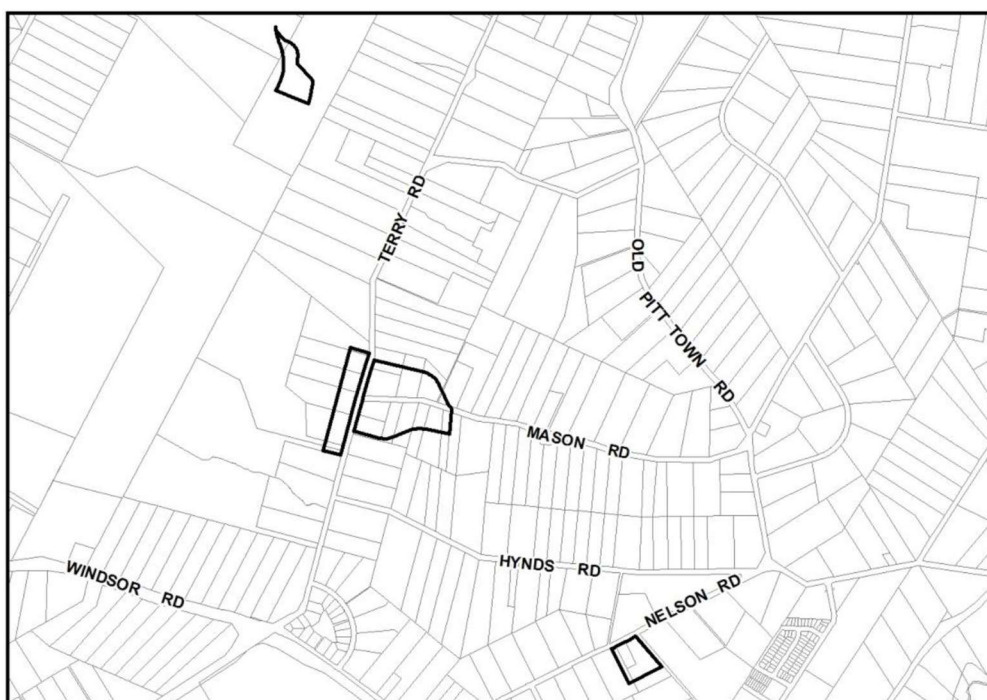 TERRY RD
OLD PITT TOWN RD
MASON RD
HYNDS RD
WINDSOR RD
NELSON RD